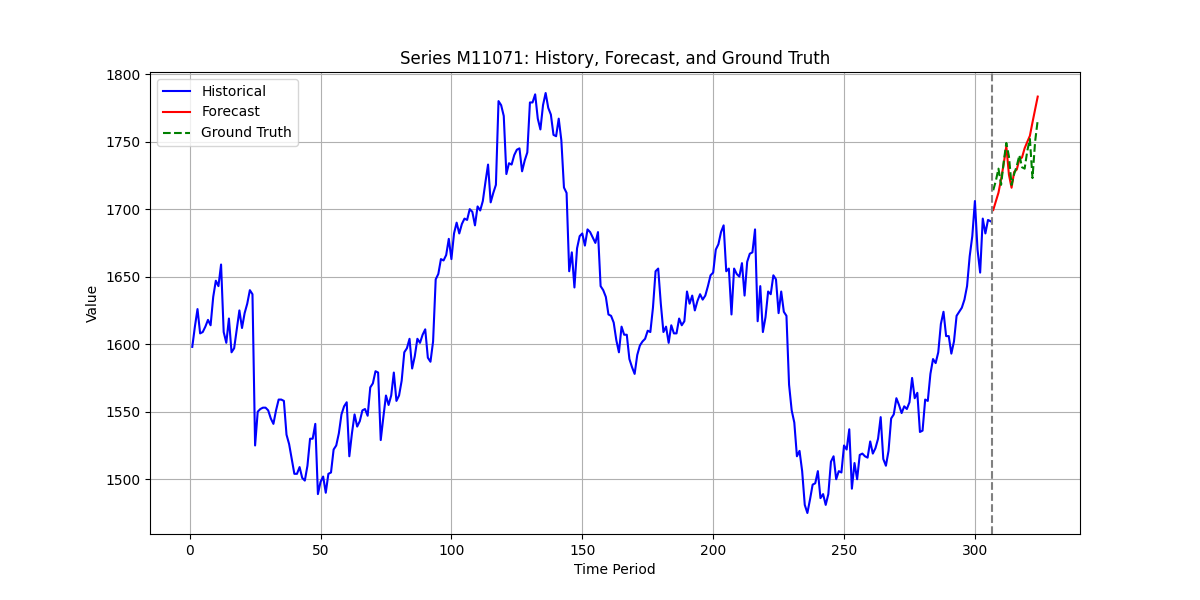 Series M11071: History, Forecast, and Ground Truth
Historical
Forecast
Ground Truth
1800
1750
1700
1650
1600
1550
1500
Value
0 50 100 150 200 250 300
Time Period